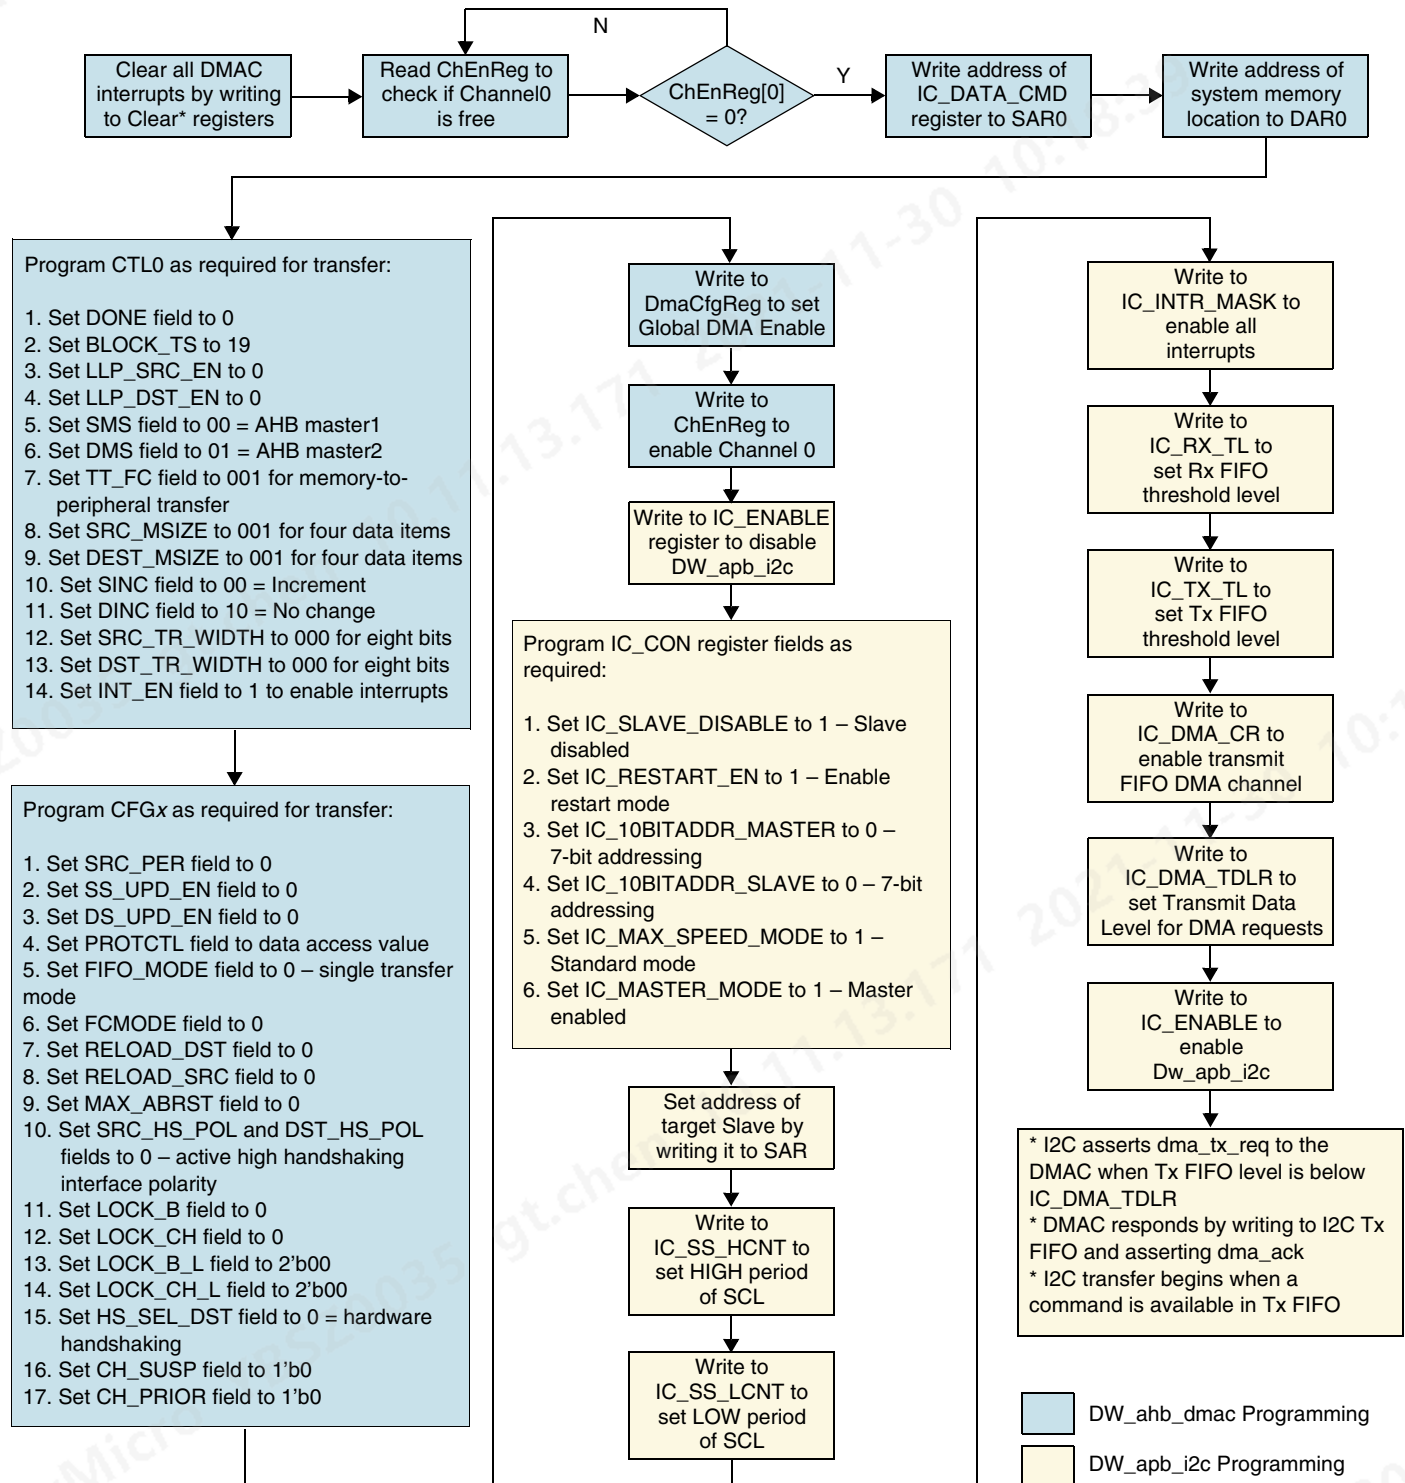 N
Clear all DMAC
interrupts by writing
to Clear* registers
Read ChEnReg to
check if Channel0
is free
ChEnReg[0]
= 0?
Y
Write address of
IC_DATA_CMD
register to SAR0
Write address of
system memory
location to DAR0
Program CTL0 as required for transfer:
1. Set DONE field to 0
2. Set BLOCK_TS to 19
3. Set LLP_SRC_EN to 0
4. Set LLP_DST_EN to 0
5. Set SMS field to 00 = AHB master1
6. Set DMS field to 01 = AHB master2
7. Set TT_FC field to 001 for memory-to-
peripheral transfer
8. Set SRC_MSIZE to 001 for four data items
9. Set DEST_MSIZE to 001 for four data items
10. Set SINC field to 00 = Increment
11. Set DINC field to 10 = No change
12. Set SRC_TR_WIDTH to 000 for eight bits
13. Set DST_TR_WIDTH to 000 for eight bits
14. Set INT_EN field to 1 to enable interrupts
Program CFGx as required for transfer:
1. Set SRC_PER field to 0
2. Set SS_UPD_EN field to 0
3. Set DS_UPD_EN field to 0
4. Set PROTCTL field to data access value
5. Set FIFO_MODE field to 0 – single transfer
mode
6. Set FCMODE field to 0
7. Set RELOAD_DST field to 0
8. Set RELOAD_SRC field to 0
9. Set MAX_ABRST field to 0
10. Set SRC_HS_POL and DST_HS_POL
fields to 0 – active high handshaking
interface polarity
11. Set LOCK_B field to 0
12. Set LOCK_CH field to 0
13. Set LOCK_B_L field to 2'b00
14. Set LOCK_CH_L field to 2'b00
15. Set HS_SEL_DST field to 0 = hardware
handshaking
16. Set CH_SUSP field to 1'b0
17. Set CH_PRIOR field to 1'b0
Write to
DmaCfgReg to set
Global DMA Enable
Write to
ChEnReg to
enable Channel 0
Write to IC_ENABLE
register to disable
DW_apb_i2c
Program IC_CON register fields as
required:
1. Set IC_SLAVE_DISABLE to 1 – Slave
disabled
2. Set IC_RESTART_EN to 1 – Enable
restart mode
3. Set IC_10BITADDR_MASTER to 0 –
7-bit addressing
4. Set IC_10BITADDR_SLAVE to 0 – 7-bit
addressing
5. Set IC_MAX_SPEED_MODE to 1 –
Standard mode
6. Set IC_MASTER_MODE to 1 – Master
enabled
Set address of
target Slave by
writing it to SAR
Write to
IC_SS_HCNT to
set HIGH period
of SCL
Write to
IC_SS_LCNT to
set LOW period
of SCL
Write to
IC_INTR_MASK to
enable all
interrupts
Write to
IC_RX_TL to
set Rx FIFO
threshold level
Write to
IC_TX_TL to
set Tx FIFO
threshold level
Write to
IC_DMA_CR to
enable transmit
FIFO DMA channel
Write to
IC_DMA_TDLR to
set Transmit Data
Level for DMA requests
Write to
IC_ENABLE to
enable
Dw_apb_i2c
* I2C asserts dma_tx_req to the
DMAC when Tx FIFO level is below
IC_DMA_TDLR
* DMAC responds by writing to I2C Tx
FIFO and asserting dma_ack
* I2C transfer begins when a
command is available in Tx FIFO
DW_ahb_dmac Programming
DW_apb_i2c Programming